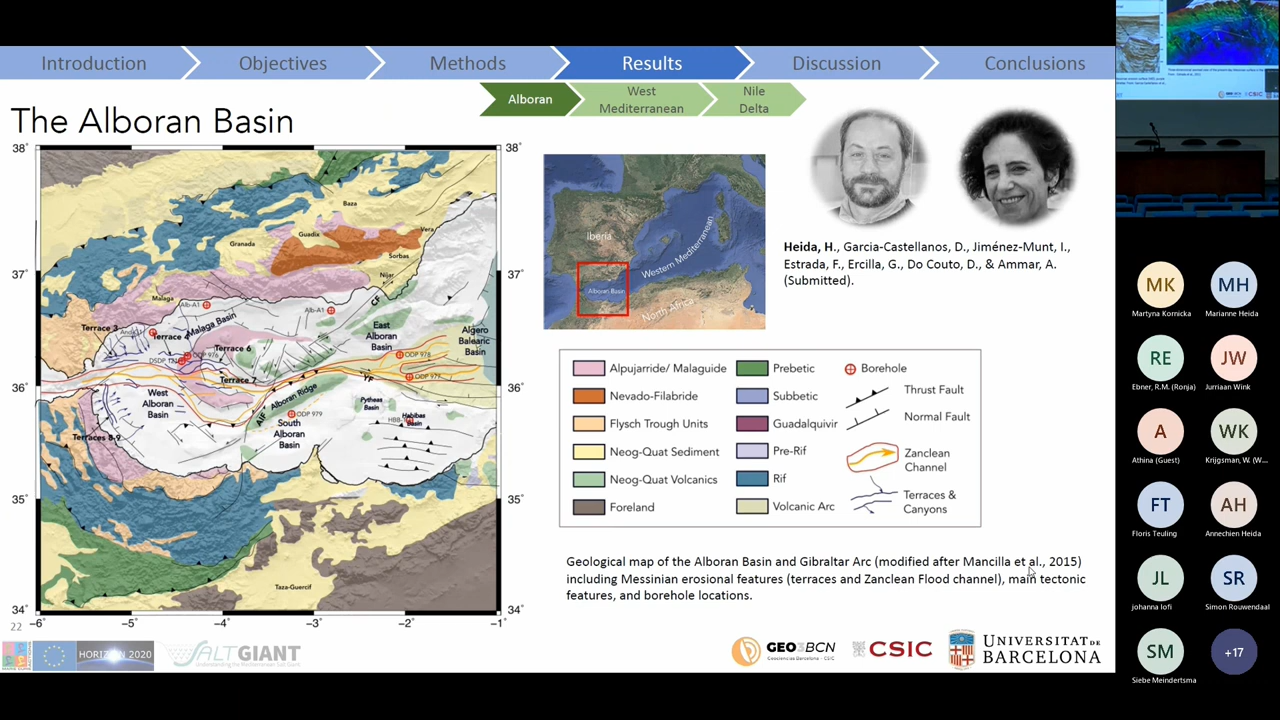 Introduction
Objectives
Methods
Results
Discussion
Conclusions
Alboran
West
Mediterranean
Nile
Delta
The Alboran Basin
38°
38°
37°
37°
36°
36°
35°
35°
34°
34°
−5°
−4°
−3°
−2°
−1°
Baza
Guadix
Granada
Vera
Sorbas
Nijar
Malaga
Alb-A1
Alb-A1
CF
Malaga Basin
Terrace 3
Terrace 4
Terrace 6
Terrace 7
East
Alboran
Basin
Algero
Balearic
Basin
ODP 976
ODP 978
ODP 977
YF
West
Alboran
Basin
Alboran Ridge
AIF
ODP 979
South
Alboran
Basin
Pytheas
Basin
Habibas
Basin
Terraces 8-9
Taza-Guercif
Iberia
Western Mediterranean
Alboran Basin
North Africa
Heida, H., Garcia-Castellanos, D., Jiménez-Munt, I.,
Estrada, F., Ercilla, G., Do Couto, D., & Ammar, A.
(Submitted).
Alpujarride/ Malaguide
Nevado-Filabride
Flysch Trough Units
Neog-Quat Sediment
Neog-Quat Volcanics
Foreland
Prebetic
Subbetic
Guadalquivir
Pre-Rif
Rif
Volcanic Arc
Borehole
Thrust Fault
Normal Fault
Zanclean
Channel
Terraces &
Canyons
Geological map of the Alboran Basin and Gibraltar Arc (modified after Mancilla et al., 2015)
including Messinian erosional features (terraces and Zanclean Flood channel), main tectonic
features, and borehole locations.
22
HORIZON 2020
SALTGIANT
Understanding the Mediterranean Salt Giant
GEO3BCN
Geociencias Barcelona - CSIC
CSIC
UNIVERSITAT DE
BARCELONA
MK
Martyna Kornicka
MH
Marianne Heida
RE
Ebner, R.M. (Ronja)
JW
Jurriaan Wink
A
Athina (Guest)
WK
Krijgsman, W. (W...
FT
Floris Teuling
AH
Annechien Heida
JL
johanna lofi
SR
Simon Rouwendaal
SM
Siebe Meindertsma
+17